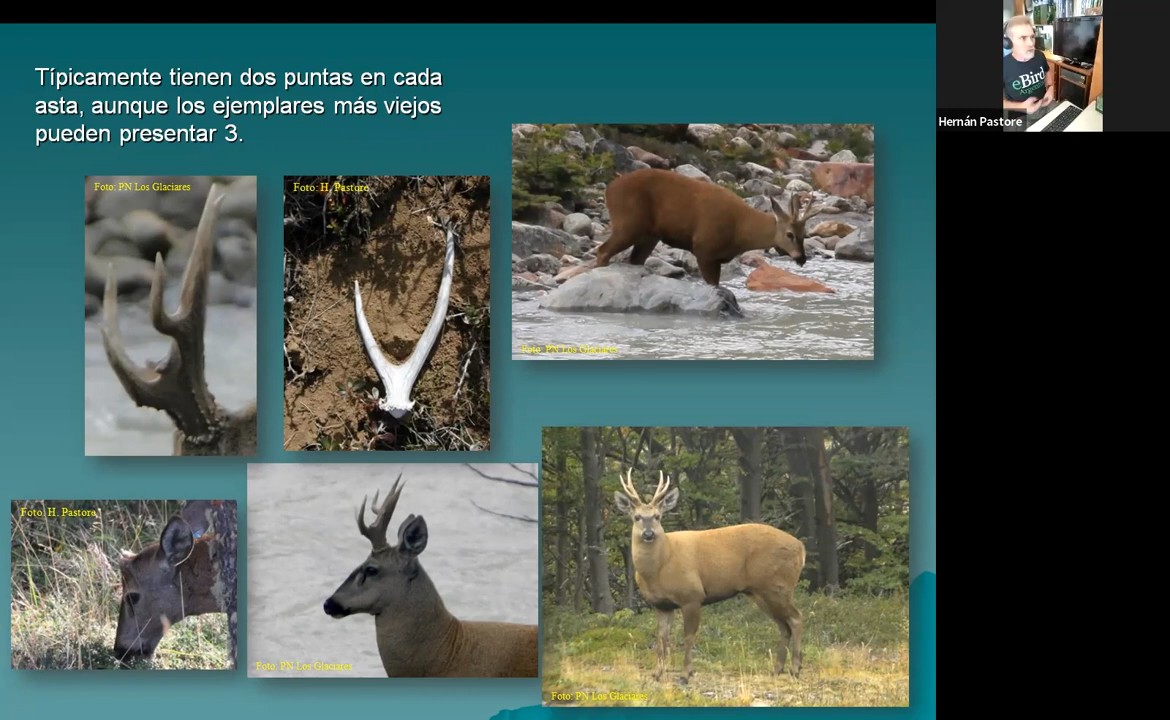 Típicamente tienen dos puntas en cada
asta, aunque los ejemplares más viejos
pueden presentar 3.
Foto: PN Los Glaciares
Foto: H. Pastore
Foto: PN Los Glaciares
Foto: H. Pastore
Foto: PN Los Glaciares
Foto: PN Los Glaciares
eBird
Argentina
Hernán Pastore